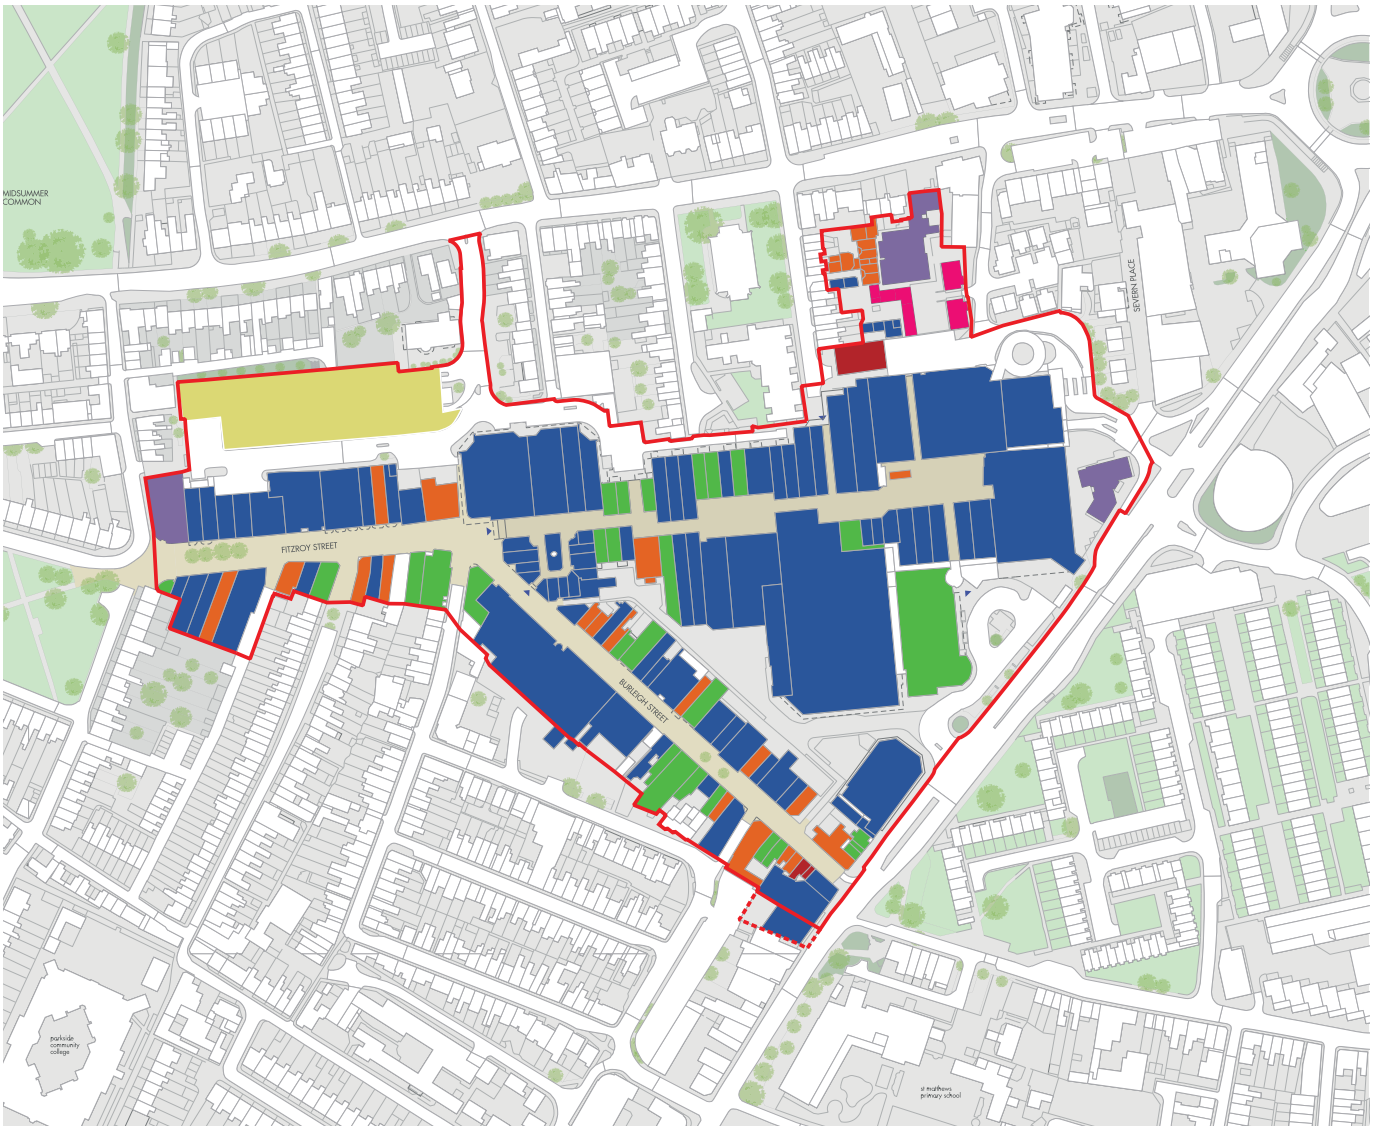 MIDSUMMER
COMMON
SEVERN PLACE
FITZROY STREET
BURLEIGH STREET
parkside
community
college
st matthews
primary school